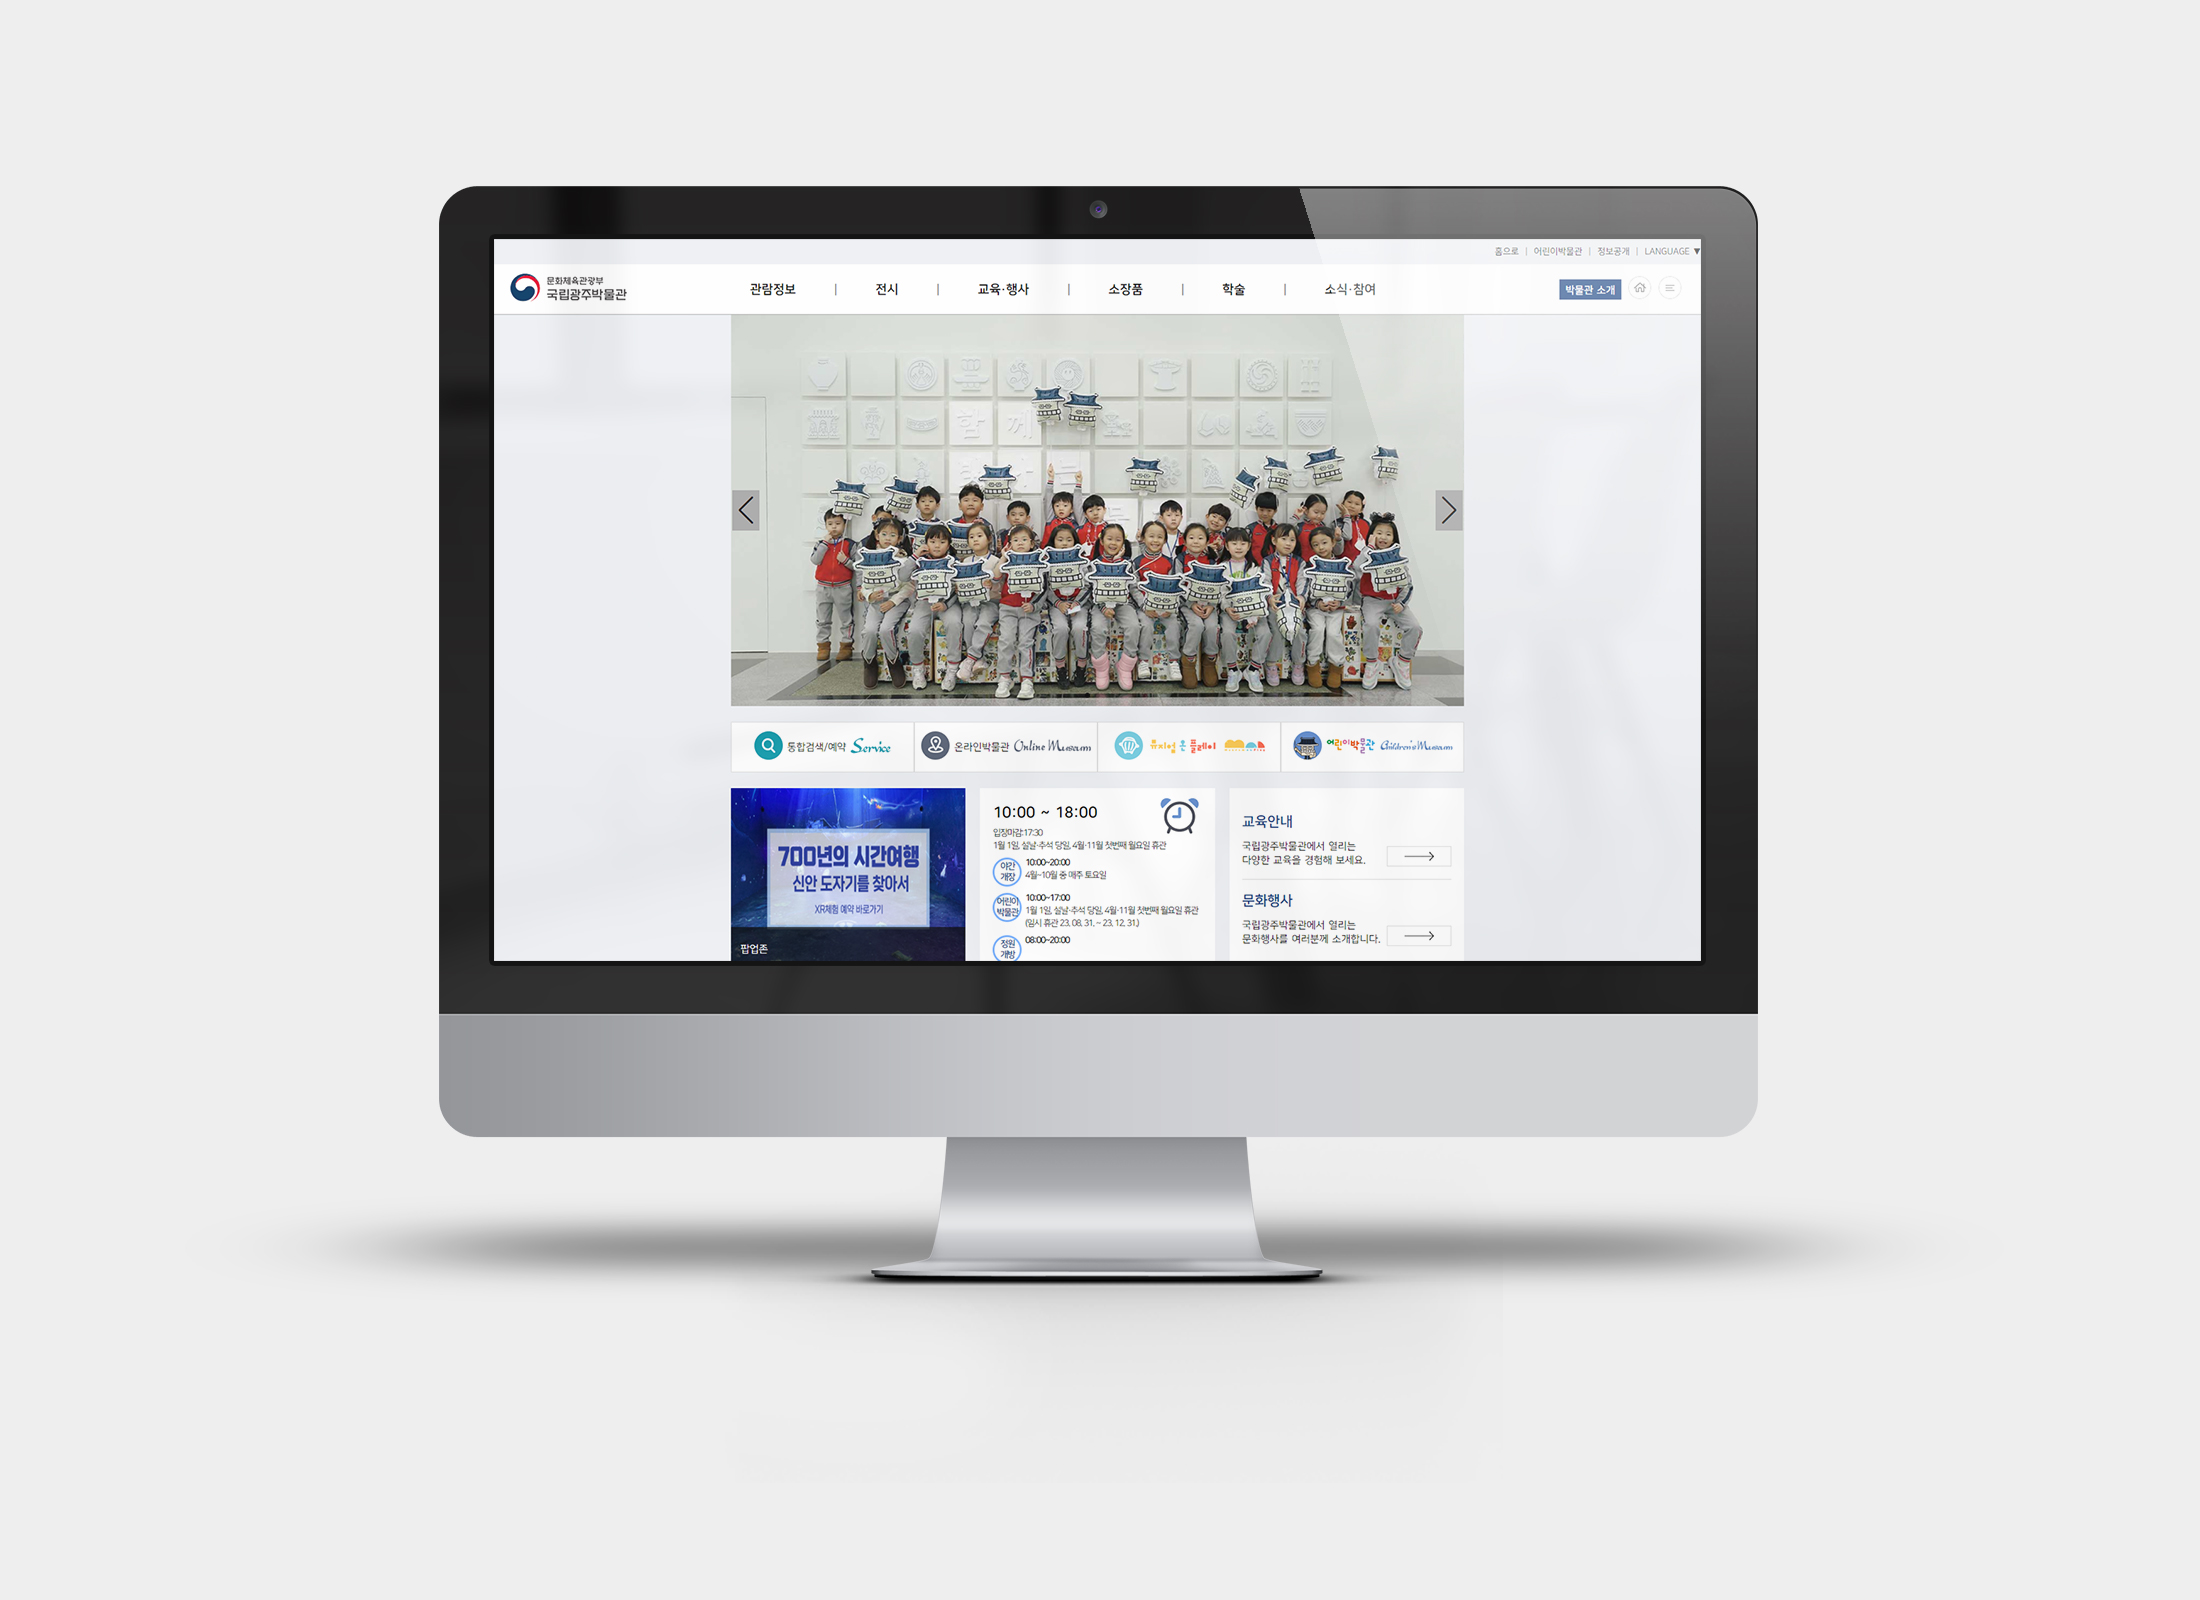 홈으로 | 어린이박물관 | 정보공개 | LANGUAGE ▼
문화체육관광부
국립광주박물관
관람정보 | 전시 | 교육·행사 | 소장품 | 학술 | 소식·참여
박물관 소개
함께
통합검색/예약 Service
온라인박물관 Online Museum
뮤지엄 온 플레이
어린이박물관 Children's Museum
700년의 시간여행
신안 도자기를 찾아서
XR체험 예약 바로가기
팝업존
10:00 ~ 18:00
입장마감:17:30
1월 1일, 설날·추석 당일, 4월·11월 첫번째 월요일 휴관
야간
개장
10:00~20:00
4월~10월 중 매주 토요일
어린이
박물관
10:00~17:00
1월 1일, 설날·추석 당일, 4월·11월 첫번째 월요일 휴관
(임시 휴관 23. 08. 31. ~ 23. 12. 31.)
정원
개방
08:00~20:00
교육안내
국립광주박물관에서 열리는
다양한 교육을 경험해 보세요.
문화행사
국립광주박물관에서 열리는
문화행사를 여러분께 소개합니다.